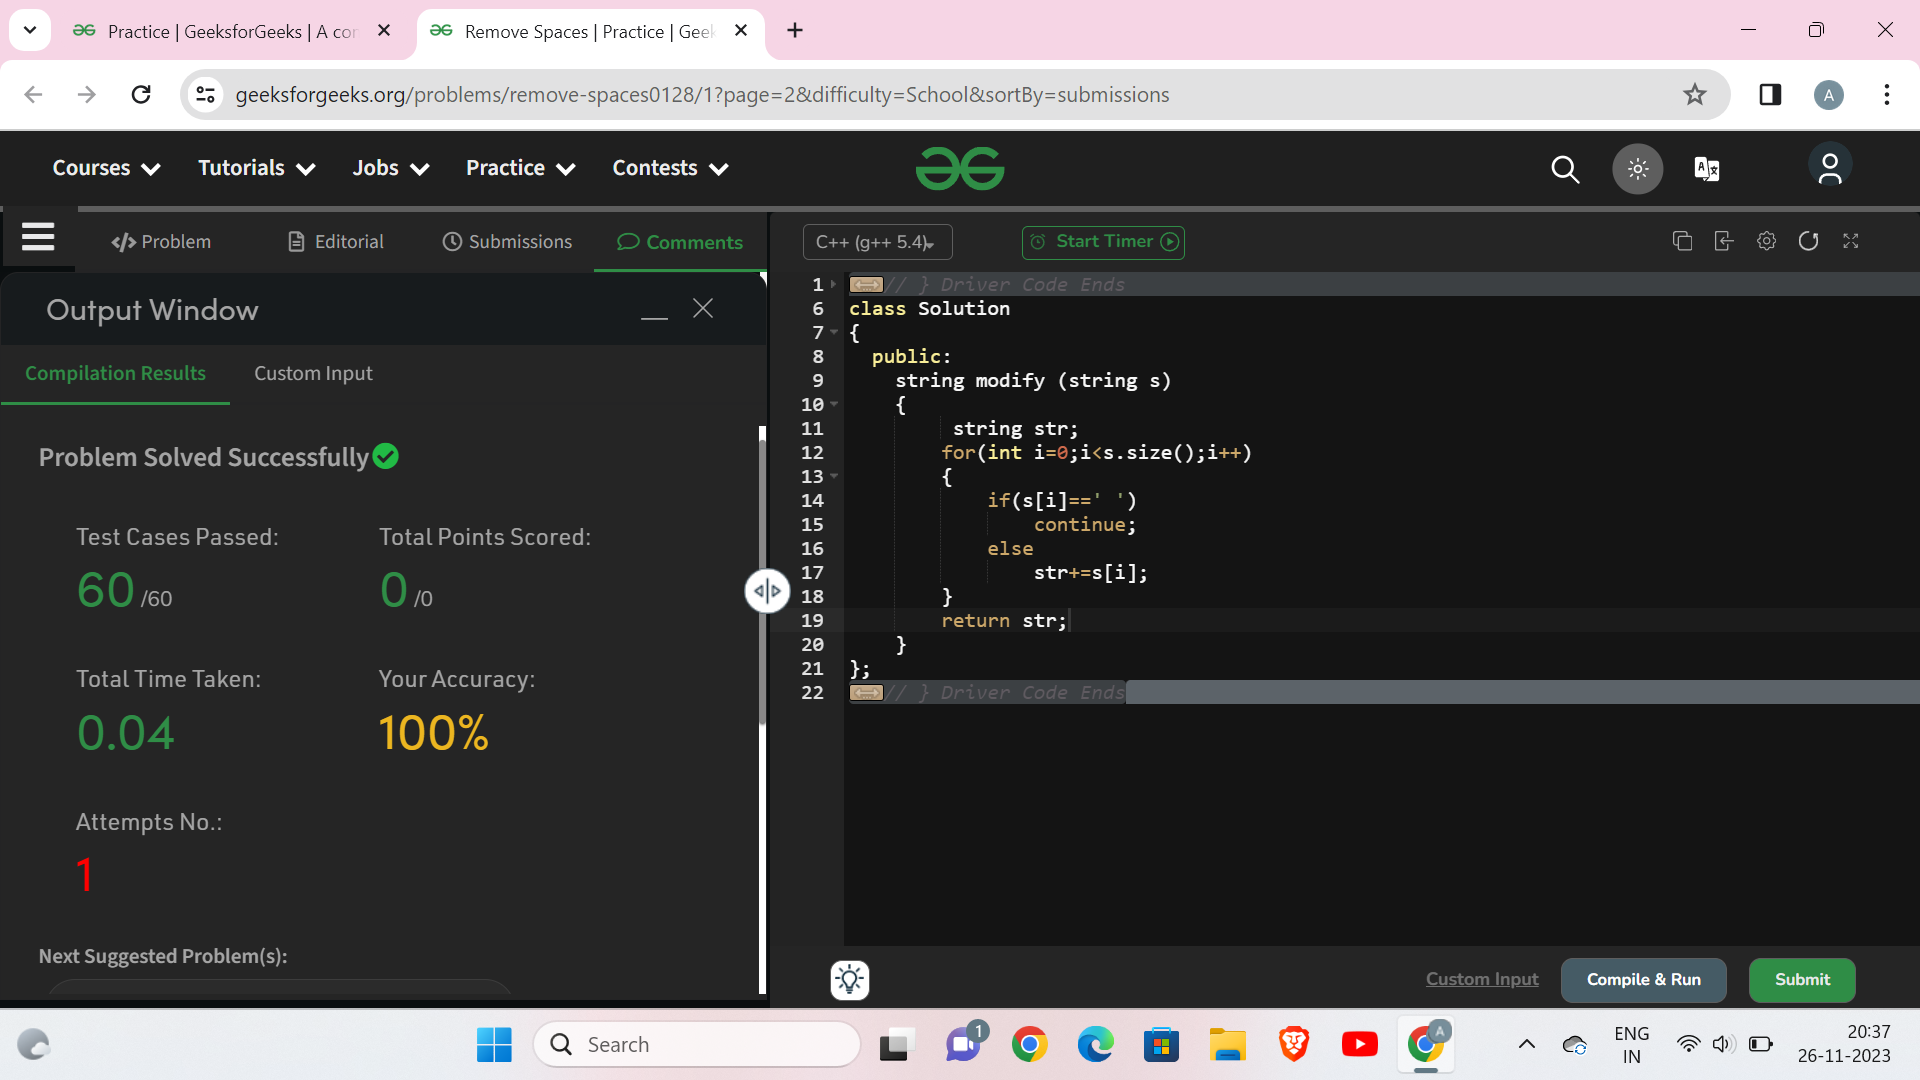 Practice | GeeksforGeeks | A co
Remove Spaces | Practice | Gee
geeksforgeeks.org/problems/remove-spaces0128/1?page=2&difficulty=School&sortBy=submissions
A
Courses
Tutorials
Jobs
Practice
Contests
</> Problem
Editorial
Submissions
Comments
C++ (g++ 5.4)
Start Timer
Output Window
Compilation Results
Custom Input
Problem Solved Successfully
Test Cases Passed:
60 /60
Total Points Scored:
0 /0
Total Time Taken:
0.04
Your Accuracy:
100%
Attempts No.:
1
Next Suggested Problem(s):
1 // } Driver Code Ends
6 class Solution
7 {
8 public:
9 string modify (string s)
10 {
11 string str;
12 for(int i=0;i<s.size();i++)
13 {
14 if(s[i]==' ')
15 continue;
16 else
17 str+=s[i];
18 }
19 return str;
20 }
21 };
22 // } Driver Code Ends
Custom Input
Compile & Run
Submit
Search
1
A
ENG
IN
20:37
26-11-2023